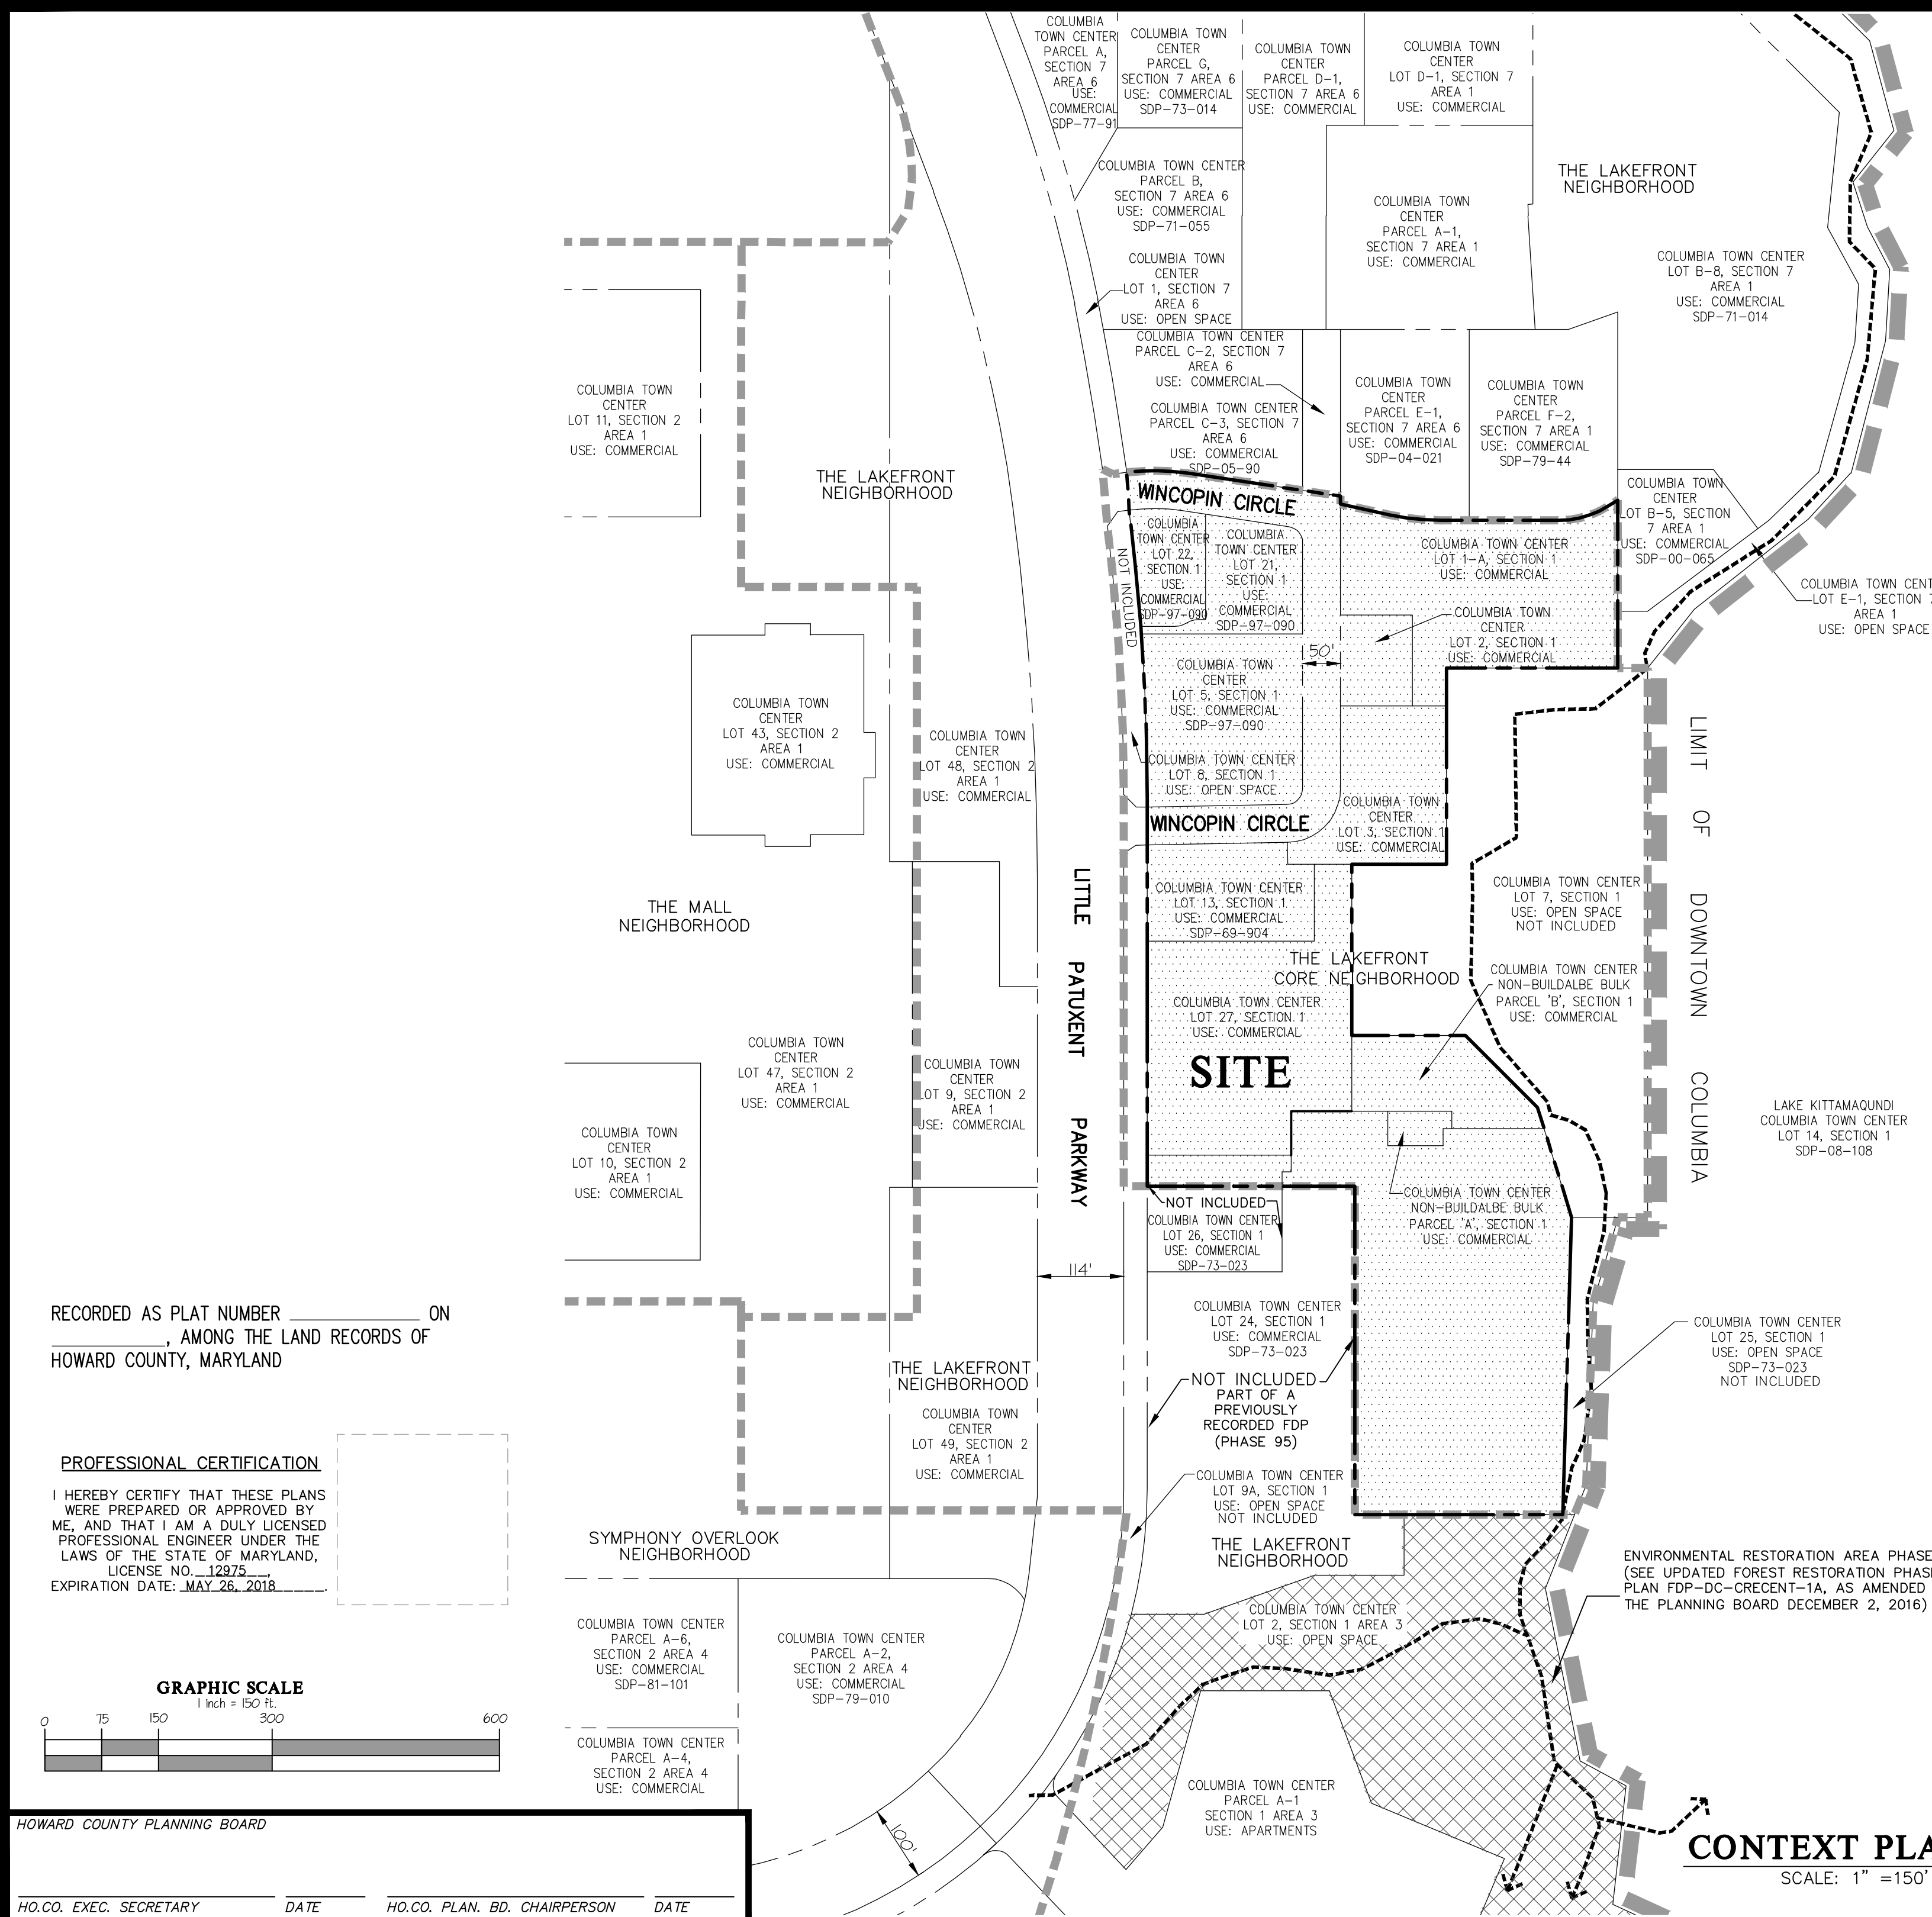 COLUMBIA
TOWN CENTER
PARCEL A,
SECTION 7
AREA 6
USE:
COMMERCIAL
SDP-77-91
COLUMBIA TOWN
CENTER
PARCEL G,
SECTION 7 AREA 6
USE: COMMERCIAL
SDP-73-014
COLUMBIA TOWN
CENTER
PARCEL D-1,
SECTION 7 AREA 6
USE: COMMERCIAL
COLUMBIA TOWN
CENTER
LOT D-1, SECTION 7
AREA 1
USE: COMMERCIAL
THE LAKEFRONT
NEIGHBORHOOD
COLUMBIA TOWN CENTER
PARCEL B,
SECTION 7 AREA 6
USE: COMMERCIAL
SDP-71-055
COLUMBIA TOWN
CENTER
PARCEL A-1,
SECTION 7 AREA 1
USE: COMMERCIAL
COLUMBIA TOWN CENTER
LOT B-8, SECTION 7
AREA 1
USE: COMMERCIAL
SDP-71-014
COLUMBIA TOWN
CENTER
LOT 1, SECTION 7
AREA 6
USE: OPEN SPACE
COLUMBIA TOWN CENTER
PARCEL C-2, SECTION 7
AREA 6
USE: COMMERCIAL
COLUMBIA TOWN CENTER
PARCEL C-3, SECTION 7
AREA 6
USE: COMMERCIAL
SDP-05-90
COLUMBIA TOWN
CENTER
PARCEL E-1,
SECTION 7 AREA 6
USE: COMMERCIAL
SDP-04-021
COLUMBIA TOWN
CENTER
PARCEL F-2,
SECTION 7 AREA 1
USE: COMMERCIAL
SDP-79-44
COLUMBIA TOWN
CENTER
LOT 11, SECTION 2
AREA 1
USE: COMMERCIAL
THE LAKEFRONT
NEIGHBORHOOD
WINCOPIN CIRCLE
COLUMBIA TOWN
CENTER
LOT B-5, SECTION
7 AREA 1
USE: COMMERCIAL
SDP-00-065
NOT INCLUDED
COLUMBIA
TOWN CENTER
LOT 22,
SECTION 1
USE:
COMMERCIAL
SDP-97-090
COLUMBIA
TOWN CENTER
LOT 21,
SECTION 1
USE:
COMMERCIAL
SDP-97-090
COLUMBIA TOWN CENTER
LOT 1-A, SECTION 1
USE: COMMERCIAL
COLUMBIA TOWN CENT
LOT E-1, SECTION 7
AREA 1
USE: OPEN SPACE
COLUMBIA TOWN
CENTER
LOT 2, SECTION 1
USE: COMMERCIAL
50'
COLUMBIA TOWN
CENTER
LOT 5, SECTION 1
USE: COMMERCIAL
SDP-97-090
COLUMBIA TOWN
CENTER
LOT 43, SECTION 2
AREA 1
USE: COMMERCIAL
COLUMBIA TOWN
CENTER
LOT 48, SECTION 2
AREA 1
USE: COMMERCIAL
COLUMBIA TOWN CENTER
LOT 8, SECTION 1
USE: OPEN SPACE
LIMIT OF DOWNTOWN COLUMBIA
WINCOPIN CIRCLE
COLUMBIA TOWN
CENTER
LOT 3, SECTION 1
USE: COMMERCIAL
LITTLE PATUXENT PARKWAY
THE MALL
NEIGHBORHOOD
COLUMBIA TOWN CENTER
LOT 13, SECTION 1
USE: COMMERCIAL
SDP-69-904
COLUMBIA TOWN CENTER
LOT 7, SECTION 1
USE: OPEN SPACE
NOT INCLUDED
THE LAKEFRONT
CORE NEIGHBORHOOD
COLUMBIA TOWN CENTER
NON-BUILDALBE BULK
PARCEL 'B', SECTION 1
USE: COMMERCIAL
COLUMBIA TOWN CENTER
LOT 27, SECTION 1
USE: COMMERCIAL
SITE
COLUMBIA TOWN
CENTER
LOT 47, SECTION 2
AREA 1
USE: COMMERCIAL
COLUMBIA TOWN
CENTER
LOT 9, SECTION 2
AREA 1
USE: COMMERCIAL
COLUMBIA TOWN
CENTER
LOT 10, SECTION 2
AREA 1
USE: COMMERCIAL
LAKE KITTAMAQUNDI
COLUMBIA TOWN CENTER
LOT 14, SECTION 1
SDP-08-108
NOT INCLUDED
COLUMBIA TOWN CENTER
LOT 26, SECTION 1
USE: COMMERCIAL
SDP-73-023
COLUMBIA TOWN CENTER
NON-BUILDALBE BULK
PARCEL 'A', SECTION 1
USE: COMMERCIAL
114'
COLUMBIA TOWN CENTER
LOT 24, SECTION 1
USE: COMMERCIAL
SDP-73-023
NOT INCLUDED
PART OF A
PREVIOUSLY
RECORDED FDP
(PHASE 95)
COLUMBIA TOWN CENTER
LOT 25, SECTION 1
USE: OPEN SPACE
SDP-73-023
NOT INCLUDED
RECORDED AS PLAT NUMBER ______________ ON
____________, AMONG THE LAND RECORDS OF
HOWARD COUNTY, MARYLAND
THE LAKEFRONT
NEIGHBORHOOD
COLUMBIA TOWN
CENTER
LOT 49, SECTION 2
AREA 1
USE: COMMERCIAL
COLUMBIA TOWN CENTER
LOT 9A, SECTION 1
USE: OPEN SPACE
NOT INCLUDED
THE LAKEFRONT
NEIGHBORHOOD
PROFESSIONAL CERTIFICATION
I HEREBY CERTIFY THAT THESE PLANS
WERE PREPARED OR APPROVED BY
ME, AND THAT I AM A DULY LICENSED
PROFESSIONAL ENGINEER UNDER THE
LAWS OF THE STATE OF MARYLAND,
LICENSE NO. 12975,
EXPIRATION DATE: MAY 26, 2018.
SYMPHONY OVERLOOK
NEIGHBORHOOD
ENVIRONMENTAL RESTORATION AREA PHASE
(SEE UPDATED FOREST RESTORATION PHAS
PLAN FDP-DC-CRECENT-1A, AS AMENDED
THE PLANNING BOARD DECEMBER 2, 2016)
COLUMBIA TOWN CENTER
LOT 2, SECTION 1 AREA 3
USE: OPEN SPACE
COLUMBIA TOWN CENTER
PARCEL A-6,
SECTION 2 AREA 4
USE: COMMERCIAL
SDP-81-101
COLUMBIA TOWN CENTER
PARCEL A-2,
SECTION 2 AREA 4
USE: COMMERCIAL
SDP-79-010
GRAPHIC SCALE
1 inch = 150 ft.
0 75 150 300 600
COLUMBIA TOWN CENTER
PARCEL A-4,
SECTION 2 AREA 4
USE: COMMERCIAL
COLUMBIA TOWN CENTER
PARCEL A-1
SECTION 1 AREA 3
USE: APARTMENTS
100'
CONTEXT PLA
SCALE: 1" =150'
HOWARD COUNTY PLANNING BOARD
HO.CO. EXEC. SECRETARY DATE HO.CO. PLAN. BD. CHAIRPERSON DATE